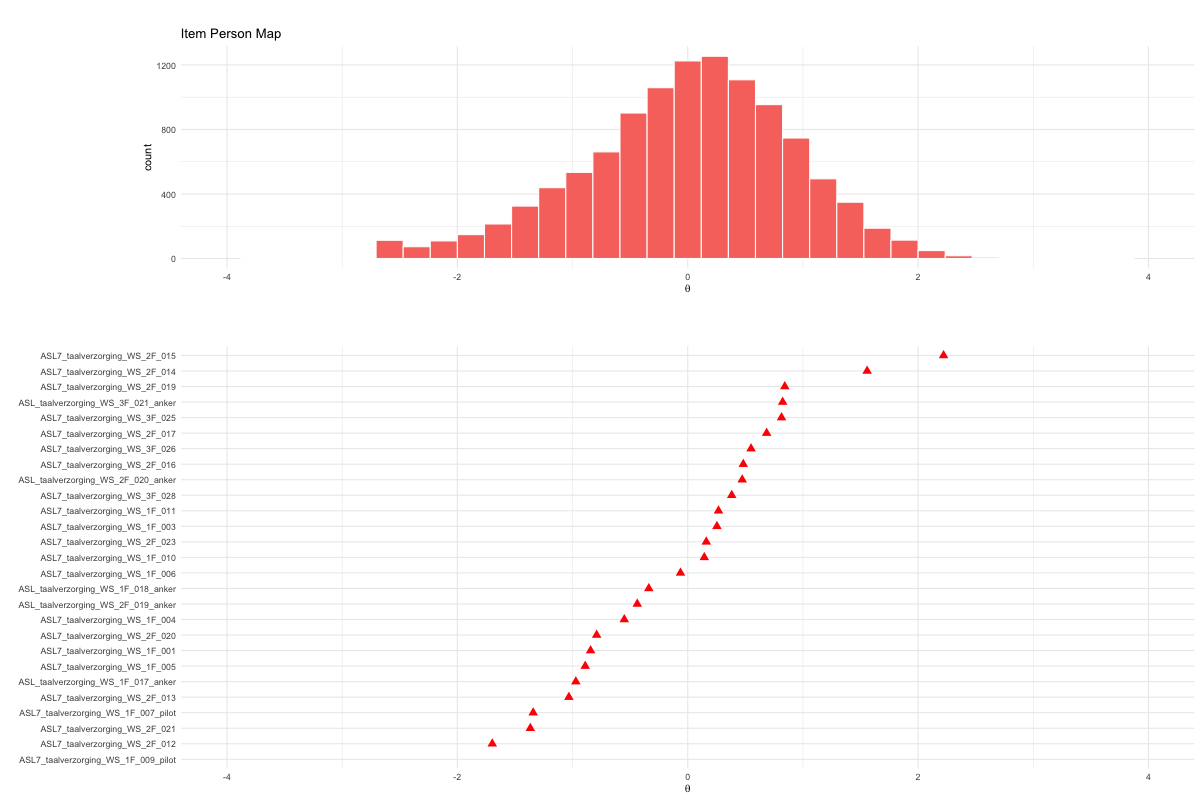 Item Person Map
count
1200
800
400
0
-4 -2 0 2 4
θ
ASL7_taalverzorging_WS_2F_015
ASL7_taalverzorging_WS_2F_014
ASL7_taalverzorging_WS_2F_019
ASL_taalverzorging_WS_3F_021_anker
ASL7_taalverzorging_WS_3F_025
ASL7_taalverzorging_WS_2F_017
ASL7_taalverzorging_WS_3F_026
ASL7_taalverzorging_WS_2F_016
ASL_taalverzorging_WS_2F_020_anker
ASL7_taalverzorging_WS_3F_028
ASL7_taalverzorging_WS_1F_011
ASL7_taalverzorging_WS_1F_003
ASL7_taalverzorging_WS_2F_023
ASL7_taalverzorging_WS_1F_010
ASL7_taalverzorging_WS_1F_006
ASL_taalverzorging_WS_1F_018_anker
ASL_taalverzorging_WS_2F_019_anker
ASL7_taalverzorging_WS_1F_004
ASL7_taalverzorging_WS_2F_020
ASL7_taalverzorging_WS_1F_001
ASL7_taalverzorging_WS_1F_005
ASL_taalverzorging_WS_1F_017_anker
ASL7_taalverzorging_WS_2F_013
ASL7_taalverzorging_WS_1F_007_pilot
ASL7_taalverzorging_WS_2F_021
ASL7_taalverzorging_WS_2F_012
ASL7_taalverzorging_WS_1F_009_pilot
-4 -2 0 2 4
θ